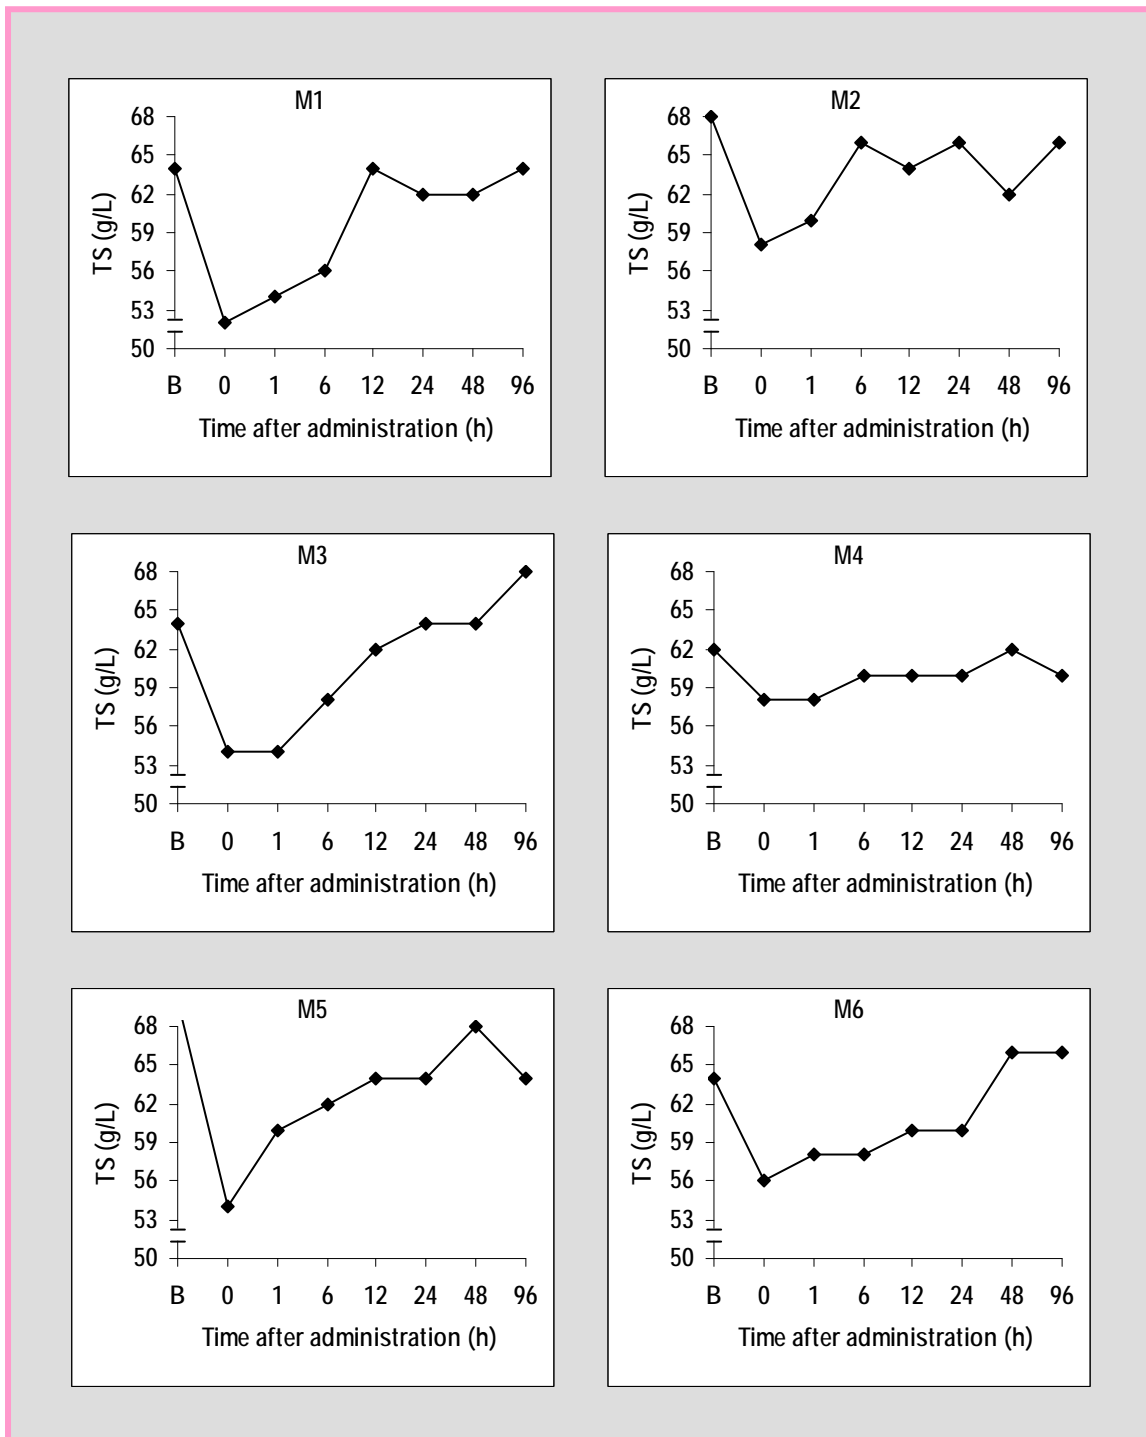 M1
68
65
62
59
56
53
50
TS (g/L)
B 0 1 6 12 24 48 96
Time after administration (h)
M2
68
65
62
59
56
53
50
TS (g/L)
B 0 1 6 12 24 48 96
Time after administration (h)
M3
68
65
62
59
56
53
50
TS (g/L)
B 0 1 6 12 24 48 96
Time after administration (h)
M4
68
65
62
59
56
53
50
TS (g/L)
B 0 1 6 12 24 48 96
Time after administration (h)
M5
68
65
62
59
56
53
50
TS (g/L)
B 0 1 6 12 24 48 96
Time after administration (h)
M6
68
65
62
59
56
53
50
TS (g/L)
B 0 1 6 12 24 48 96
Time after administration (h)